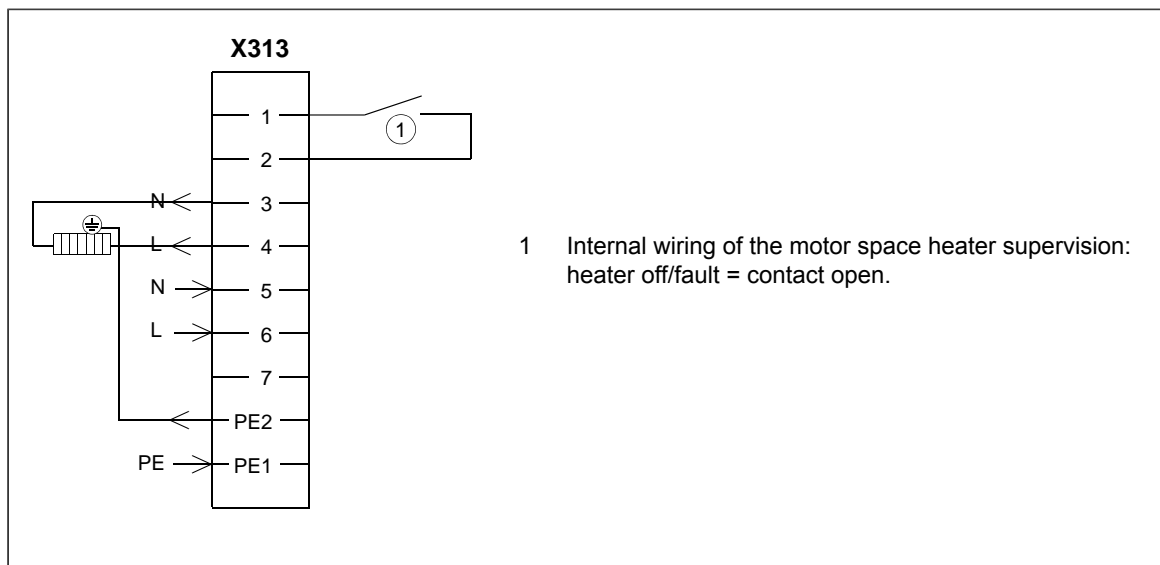 X313
1
1
2
N 3
L 4
N 5
L 6
7
PE2
PE PE1
1 Internal wiring of the motor space heater supervision:
heater off/fault = contact open.